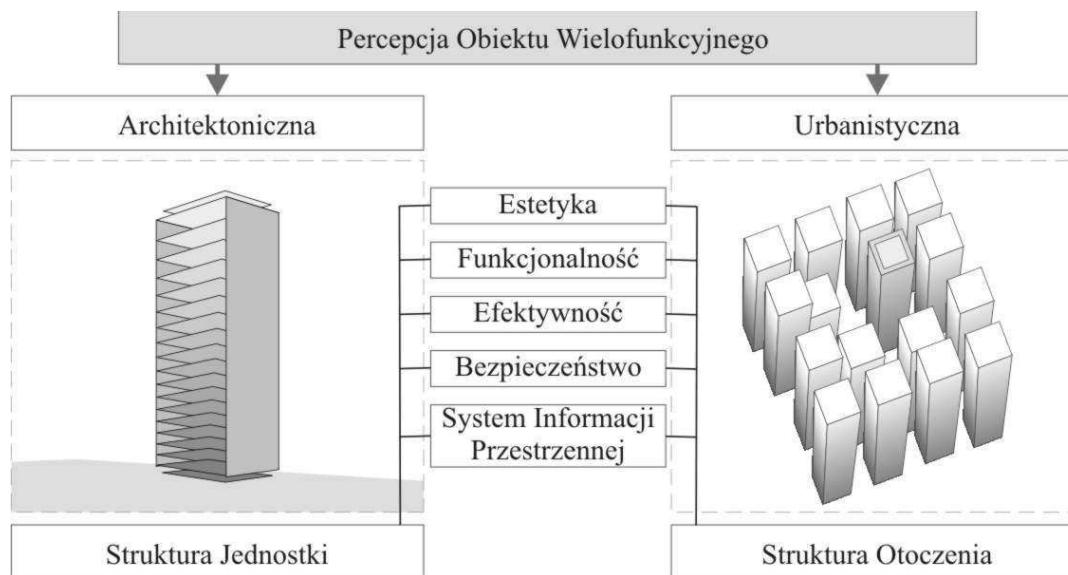 Percepcja Obiektu Wielofunkcyjnego
Architektoniczna
Urbanistyczna
Estetyka
Funkcjonalność
Efektywność
Bezpieczeństwo
System Informacji
Przestrzennej
Struktura Jednostki
Struktura Otoczenia